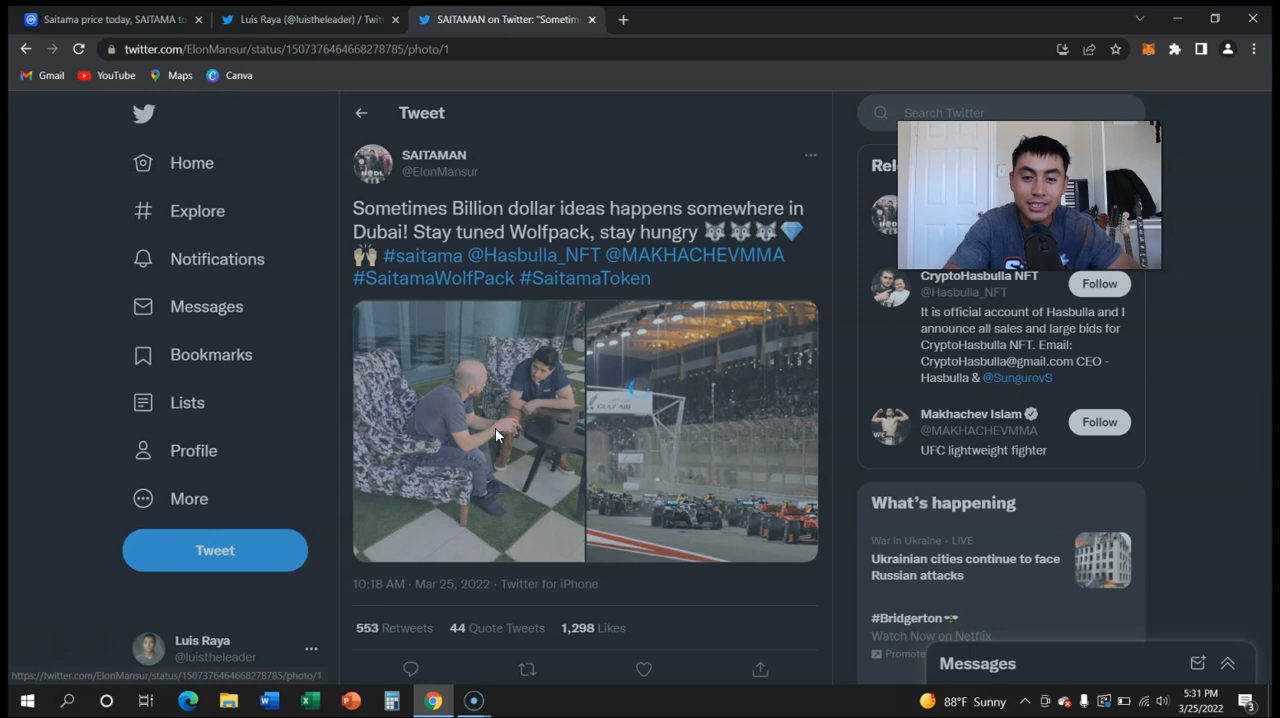 Saitama price today, SAITAMA to
Luis Raya (@luistheleader) / Twitt
SAITAMAN on Twitter: "Sometim
twitter.com/ElonMansur/status/1507376464668278785/photo/1
Gmail
YouTube
Maps
Canva
Home
Explore
Notifications
Messages
Bookmarks
Lists
Profile
More
Tweet
Luis Raya
@luistheleader
https://twitter.com/ElonMansur/status/1507376464668278785/photo/1
Tweet
SAITAMAN
@ElonMansur
Sometimes Billion dollar ideas happens somewhere in
Dubai! Stay tuned Wolfpack, stay hungry 🐺🐺🐺💎
🙌🏼 #saitama @Hasbulla_NFT @MAKHACHEVMMA
#SaitamaWolfPack #SaitamaToken
GULF AIR
10:18 AM · Mar 25, 2022 · Twitter for iPhone
553 Retweets 44 Quote Tweets 1,298 Likes
Search Twitter
Rel
CryptoHasbulla NFT
@Hasbulla_NFT
Follow
It is official account of Hasbulla and I
announce all sales and large bids for
CryptoHasbulla NFT. Email:
CryptoHasbulla@gmail.com CEO -
Hasbulla & @SungurovS
Makhachev Islam
@MAKHACHEVMMA
Follow
UFC lightweight fighter
What's happening
War in Ukraine · LIVE
Ukrainian cities continue to face
Russian attacks
#Bridgerton
Watch Now on Netflix
Promote
Messages
88°F Sunny
5:31 PM
3/25/2022
3